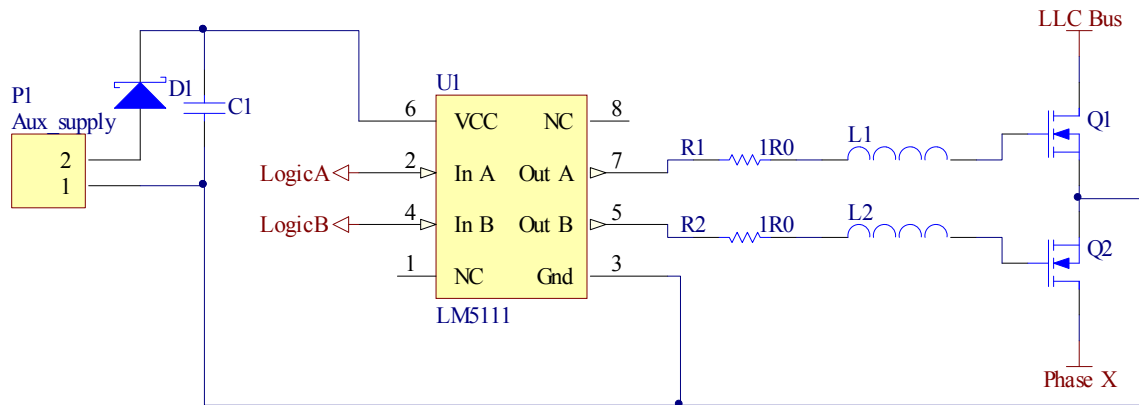 LLC Bus
P1
Aux_supply
2
1
D1
C1
U1
6 VCC NC 8
LogicA 2 In A Out A 7 R1 1R0 L1 Q1
LogicB 4 In B Out B 5 R2 1R0 L2 Q2
1 NC Gnd 3
LM5111
Phase X